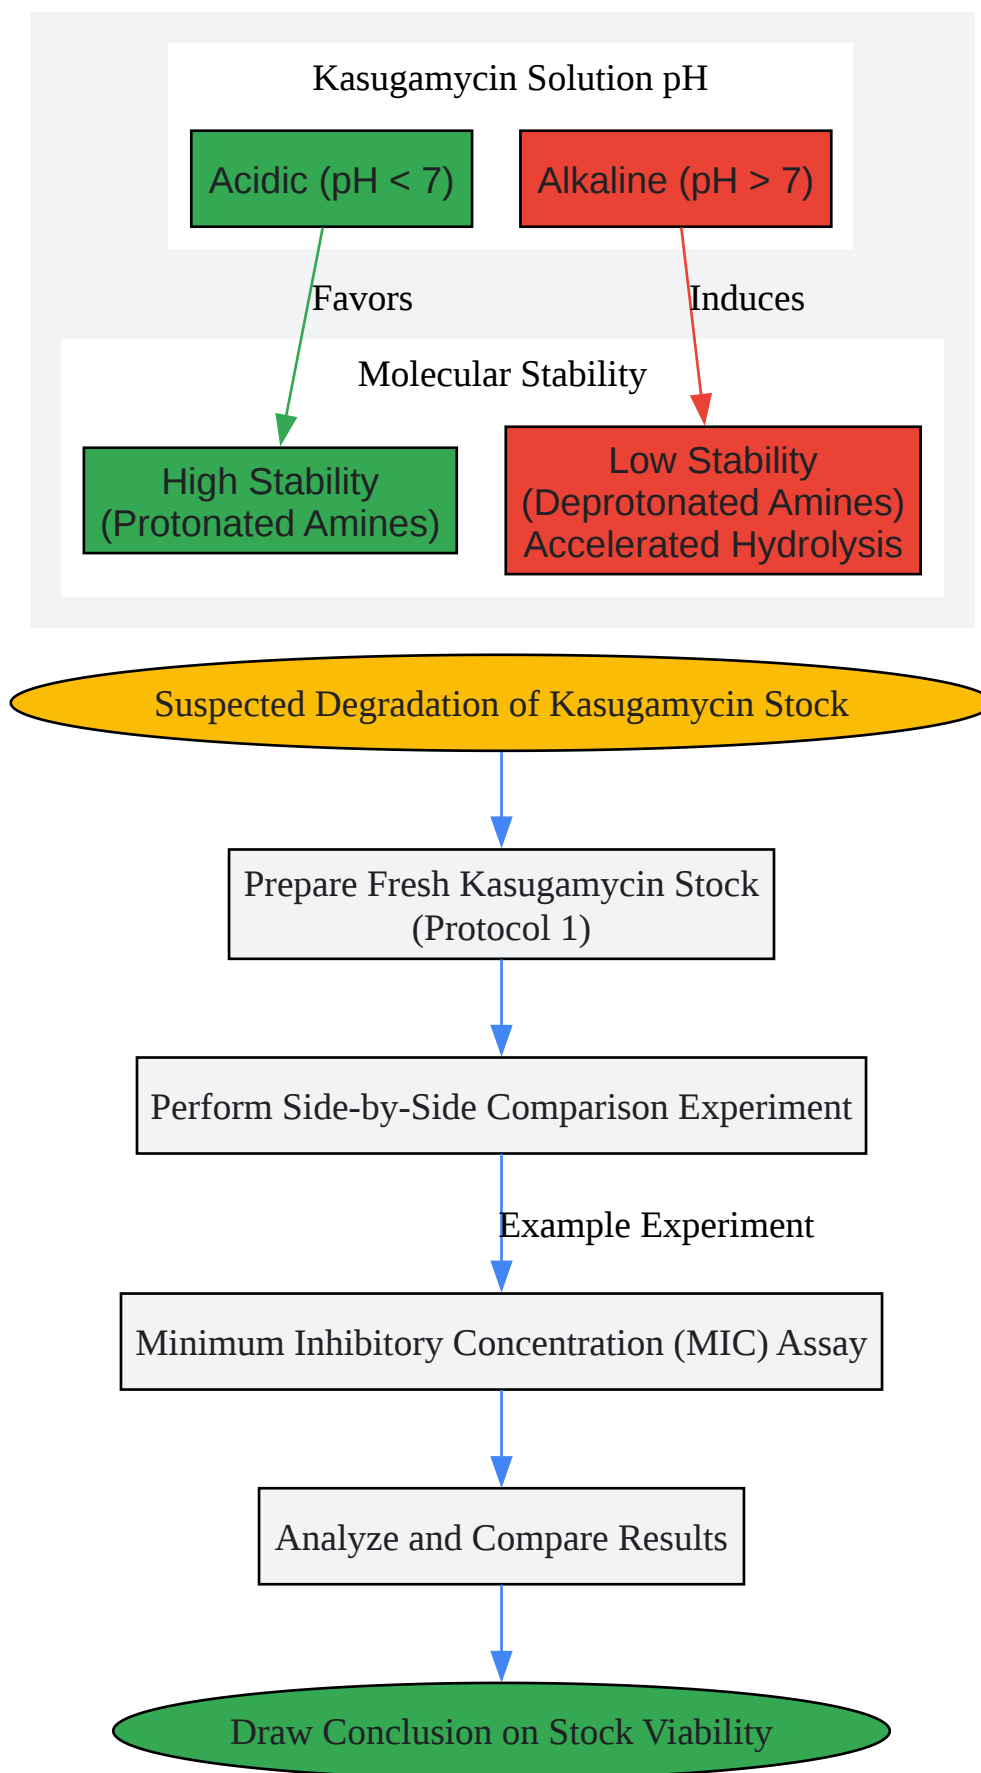 Kasugamycin Solution pH
Acidic (pH < 7)
Alkaline (pH > 7)
Favors
Induces
Molecular Stability
High Stability
(Protonated Amines)
Low Stability
(Deprotonated Amines)
Accelerated Hydrolysis
Suspected Degradation of Kasugamycin Stock
Prepare Fresh Kasugamycin Stock
(Protocol 1)
Perform Side-by-Side Comparison Experiment
Example Experiment
Minimum Inhibitory Concentration (MIC) Assay
Analyze and Compare Results
Draw Conclusion on Stock Viability